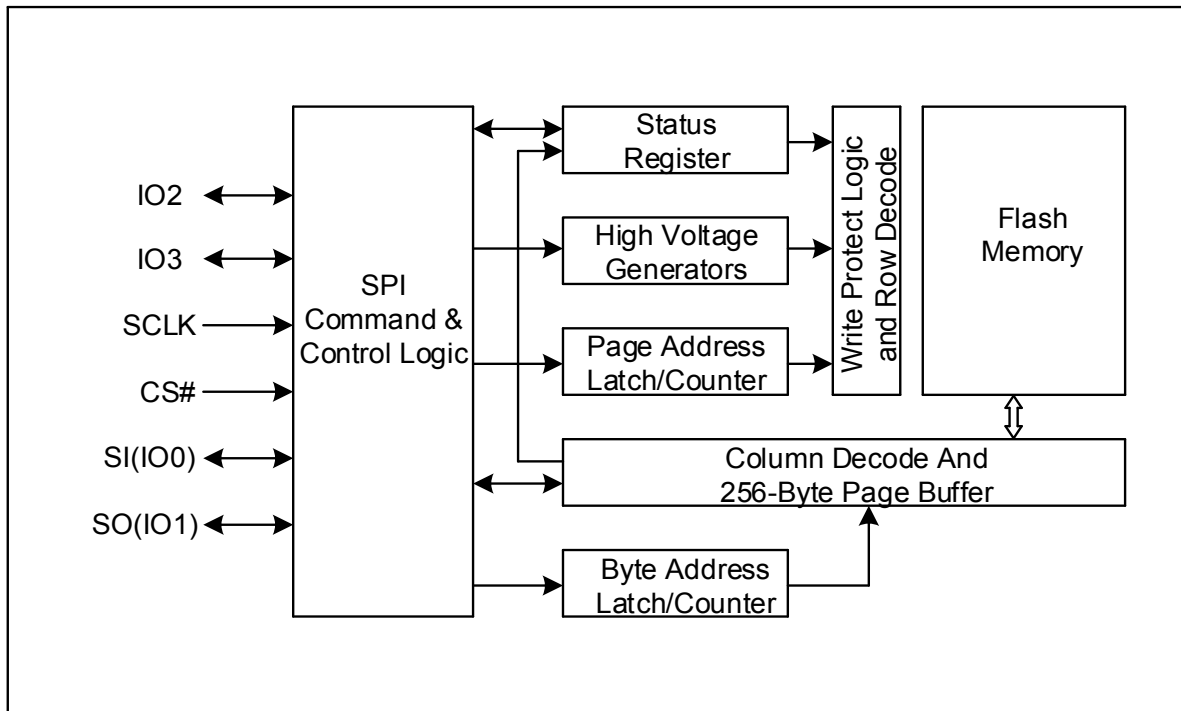 IO2
IO3
SCLK
CS#
SI(IO0)
SO(IO1)
SPI
Command &
Control Logic
Status
Register
High Voltage
Generators
Page Address
Latch/Counter
Write Protect Logic
and Row Decode
Flash
Memory
Column Decode And
256-Byte Page Buffer
Byte Address
Latch/Counter